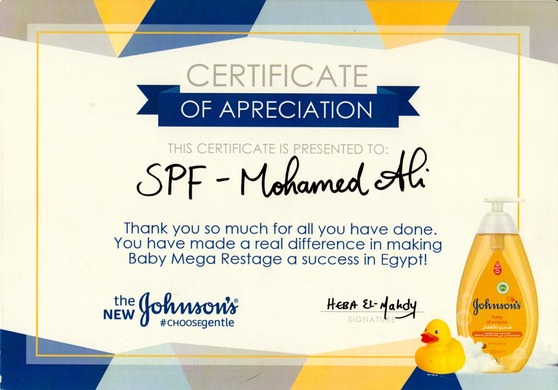 CERTIFICATE
OF APRECIATION
THIS CERTIFICATE IS PRESENTED TO:
SPF - Mohamed Ali
Thank you so much for all you have done.
You have made a real difference in making
Baby Mega Restage a success in Egypt!
the
NEW Johnson's®
#CHOOSEgentle
HEBA El-Mahdy
SIGNATURE
Johnson's
baby
shampoo